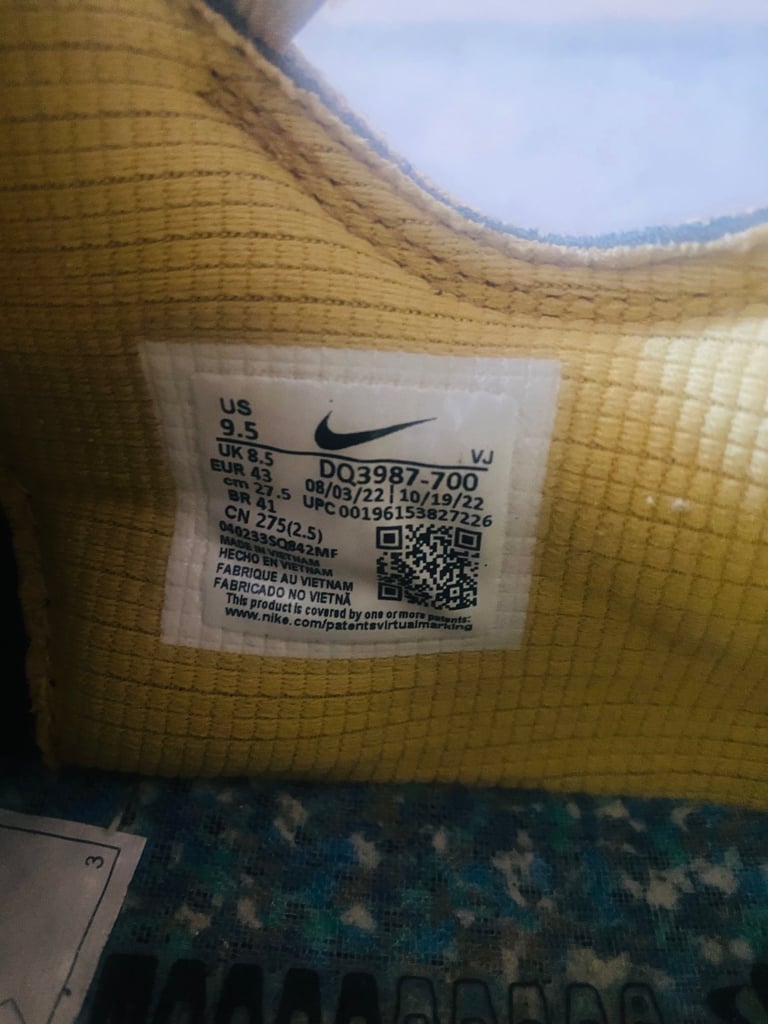 US
9.5
VJ
UK 8.5
DQ3987-700
EUR 43
08/03/22 | 10/19/22
cm 27.5
UPC 00196153827226
BR 41
CN 275(2.5)
040233SQ842MF
MADE IN VIETNAM
HECHO EN VIETNAM
FABRIQUE AU VIETNAM
FABRICADO NO VIETNÃ
This product is covered by one or more patents:
www.nike.com/patentsvirtualmarking
3